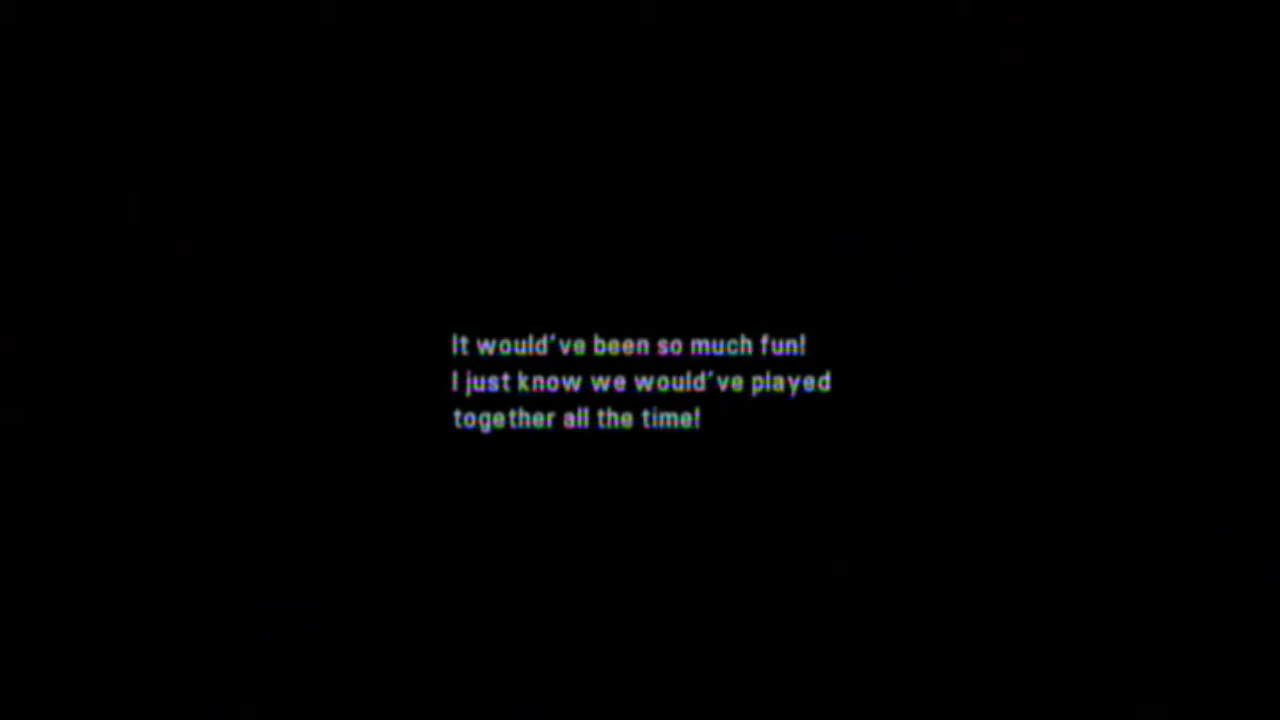 It would've been so much fun!
I just know we would've played
together all the time!